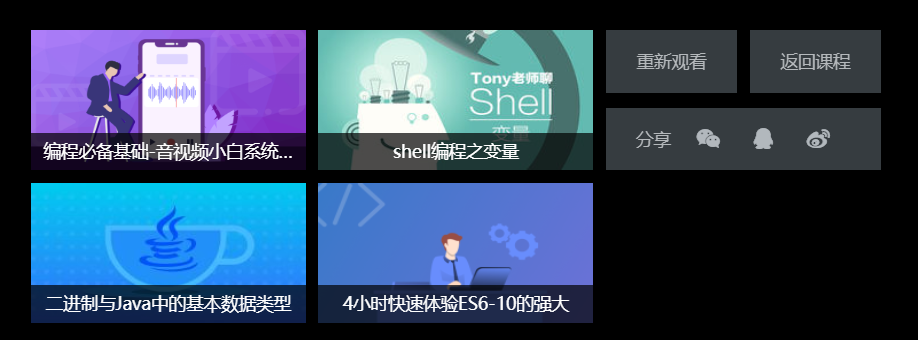 编程必备基础-音视频小白系统...
Tony老师聊
Shell
变量
shell编程之变量
重新观看
返回课程
分享
二进制与Java中的基本数据类型
4小时快速体验ES6-10的强大